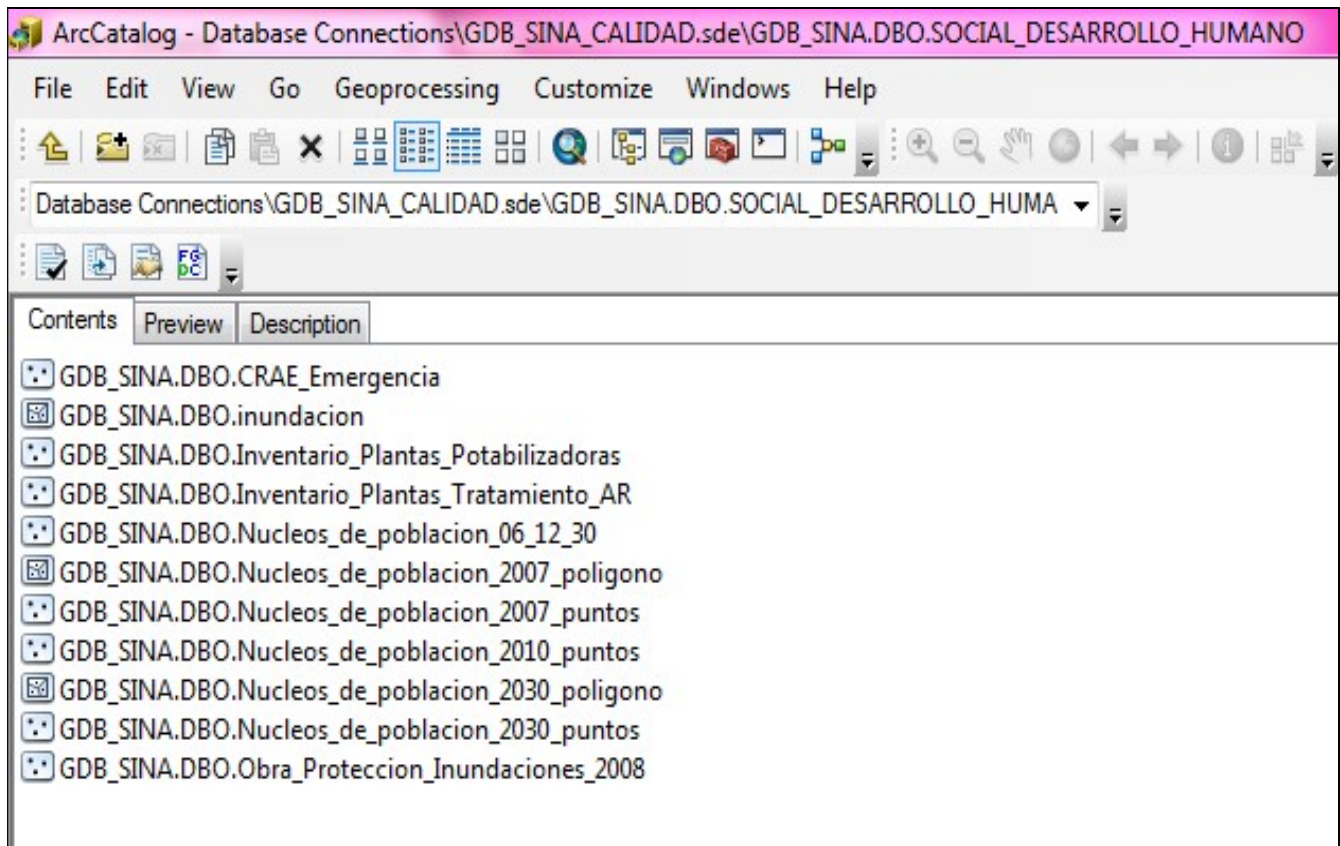 ArcCatalog - Database Connections\GDB_SINA_CALIDAD.sde\GDB_SINA.DBO.SOCIAL_DESARROLLO_HUMANO
File Edit View Go Geoprocessing Customize Windows Help
Database Connections\GDB_SINA_CALIDAD.sde\GDB_SINA.DBO.SOCIAL_DESARROLLO_HUMA
FG DC
Contents Preview Description
GDB_SINA.DBO.CRAE_Emergencia
GDB_SINA.DBO.inundacion
GDB_SINA.DBO.Inventario_Plantas_Potabilizadoras
GDB_SINA.DBO.Inventario_Plantas_Tratamiento_AR
GDB_SINA.DBO.Nucleos_de_poblacion_06_12_30
GDB_SINA.DBO.Nucleos_de_poblacion_2007_poligono
GDB_SINA.DBO.Nucleos_de_poblacion_2007_puntos
GDB_SINA.DBO.Nucleos_de_poblacion_2010_puntos
GDB_SINA.DBO.Nucleos_de_poblacion_2030_poligono
GDB_SINA.DBO.Nucleos_de_poblacion_2030_puntos
GDB_SINA.DBO.Obra_Proteccion_Inundaciones_2008